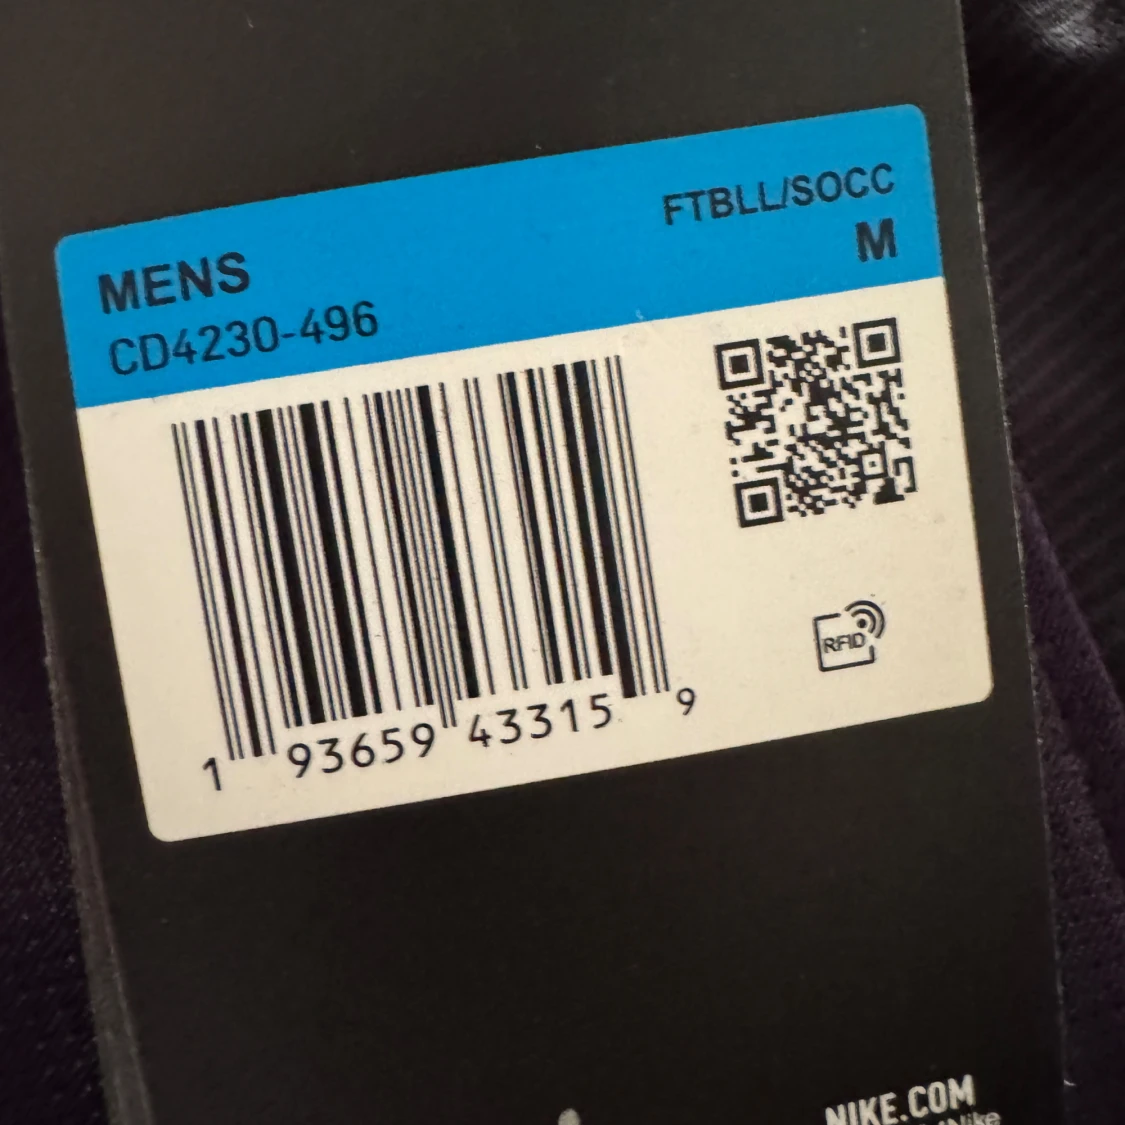 FTBLL/SOCC
MENS
M
CD4230-496
RFID
1 93659 43315 9
NIKE.COM